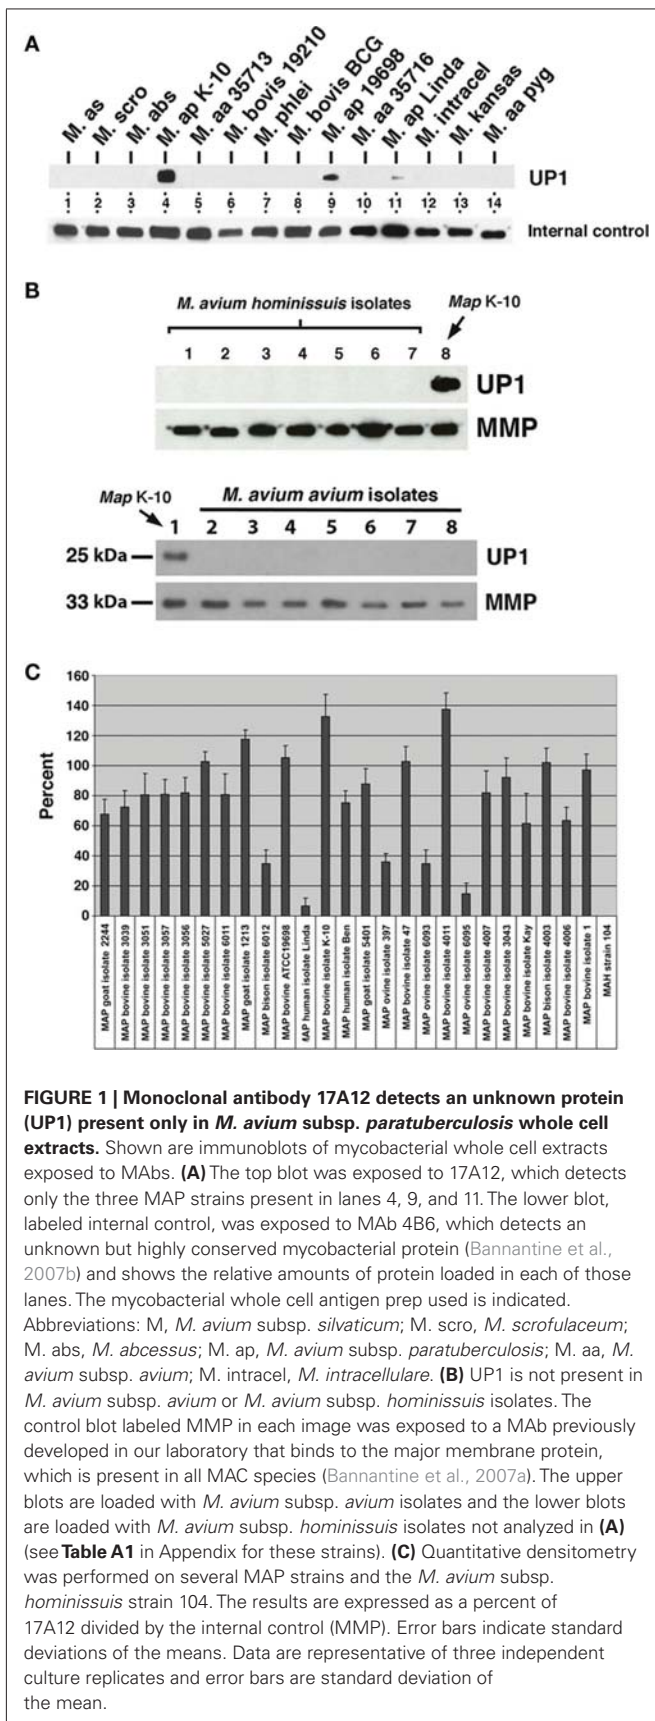 A
M. as
M. scro
M. abs
M. ap K-10
M. aa 35713
M. bovis 19210
M. phlei
M. bovis BCG
M. ap 19698
M. aa 35716
M. ap Linda
M. intracel
M. kansas
M. aa pyg
UP1
1 2 3 4 5 6 7 8 9 10 11 12 13 14
Internal control
B
M. avium hominissuis isolates
Map K-10
1 2 3 4 5 6 7 8
UP1
MMP
Map K-10
M. avium avium isolates
1 2 3 4 5 6 7 8
25 kDa
UP1
33 kDa
MMP
C
Percent
160
140
120
100
80
60
40
20
0
MAP goat isolate 2244
MAP bovine isolate 3039
MAP bovine isolate 3051
MAP bovine isolate 3057
MAP bovine isolate 3056
MAP bovine isolate 5027
MAP bovine isolate 6011
MAP goat isolate 1213
MAP bison isolate 6012
MAP bovine ATCC19698
MAP human isolate Linda
MAP bovine isolate K-10
MAP human isolate Ben
MAP goat isolate 5401
MAP ovine isolate 397
MAP bovine isolate 47
MAP ovine isolate 6093
MAP bovine isolate 4011
MAP ovine isolate 6095
MAP bovine isolate 4007
MAP bovine isolate 3043
MAP bovine isolate Kay
MAP bison isolate 4003
MAP bovine isolate 4006
MAP bovine isolate 1
MAH strain 104
FIGURE 1 | Monoclonal antibody 17A12 detects an unknown protein
(UP1) present only in M. avium subsp. paratuberculosis whole cell
extracts. Shown are immunoblots of mycobacterial whole cell extracts
exposed to MAbs. (A) The top blot was exposed to 17A12, which detects
only the three MAP strains present in lanes 4, 9, and 11. The lower blot,
labeled internal control, was exposed to MAb 4B6, which detects an
unknown but highly conserved mycobacterial protein (Bannantine et al.,
2007b) and shows the relative amounts of protein loaded in each of those
lanes. The mycobacterial whole cell antigen prep used is indicated.
Abbreviations: M, M. avium subsp. silvaticum; M. scro, M. scrofulaceum;
M. abs, M. abcessus; M. ap, M. avium subsp. paratuberculosis; M. aa, M.
avium subsp. avium; M. intracel, M. intracellulare. (B) UP1 is not present in
M. avium subsp. avium or M. avium subsp. hominissuis isolates. The
control blot labeled MMP in each image was exposed to a MAb previously
developed in our laboratory that binds to the major membrane protein,
which is present in all MAC species (Bannantine et al., 2007a). The upper
blots are loaded with M. avium subsp. avium isolates and the lower blots
are loaded with M. avium subsp. hominissuis isolates not analyzed in (A)
(see Table A1 in Appendix for these strains). (C) Quantitative densitometry
was performed on several MAP strains and the M. avium subsp.
hominissuis strain 104. The results are expressed as a percent of
17A12 divided by the internal control (MMP). Error bars indicate standard
deviations of the means. Data are representative of three independent
culture replicates and error bars are standard deviation of
the mean.